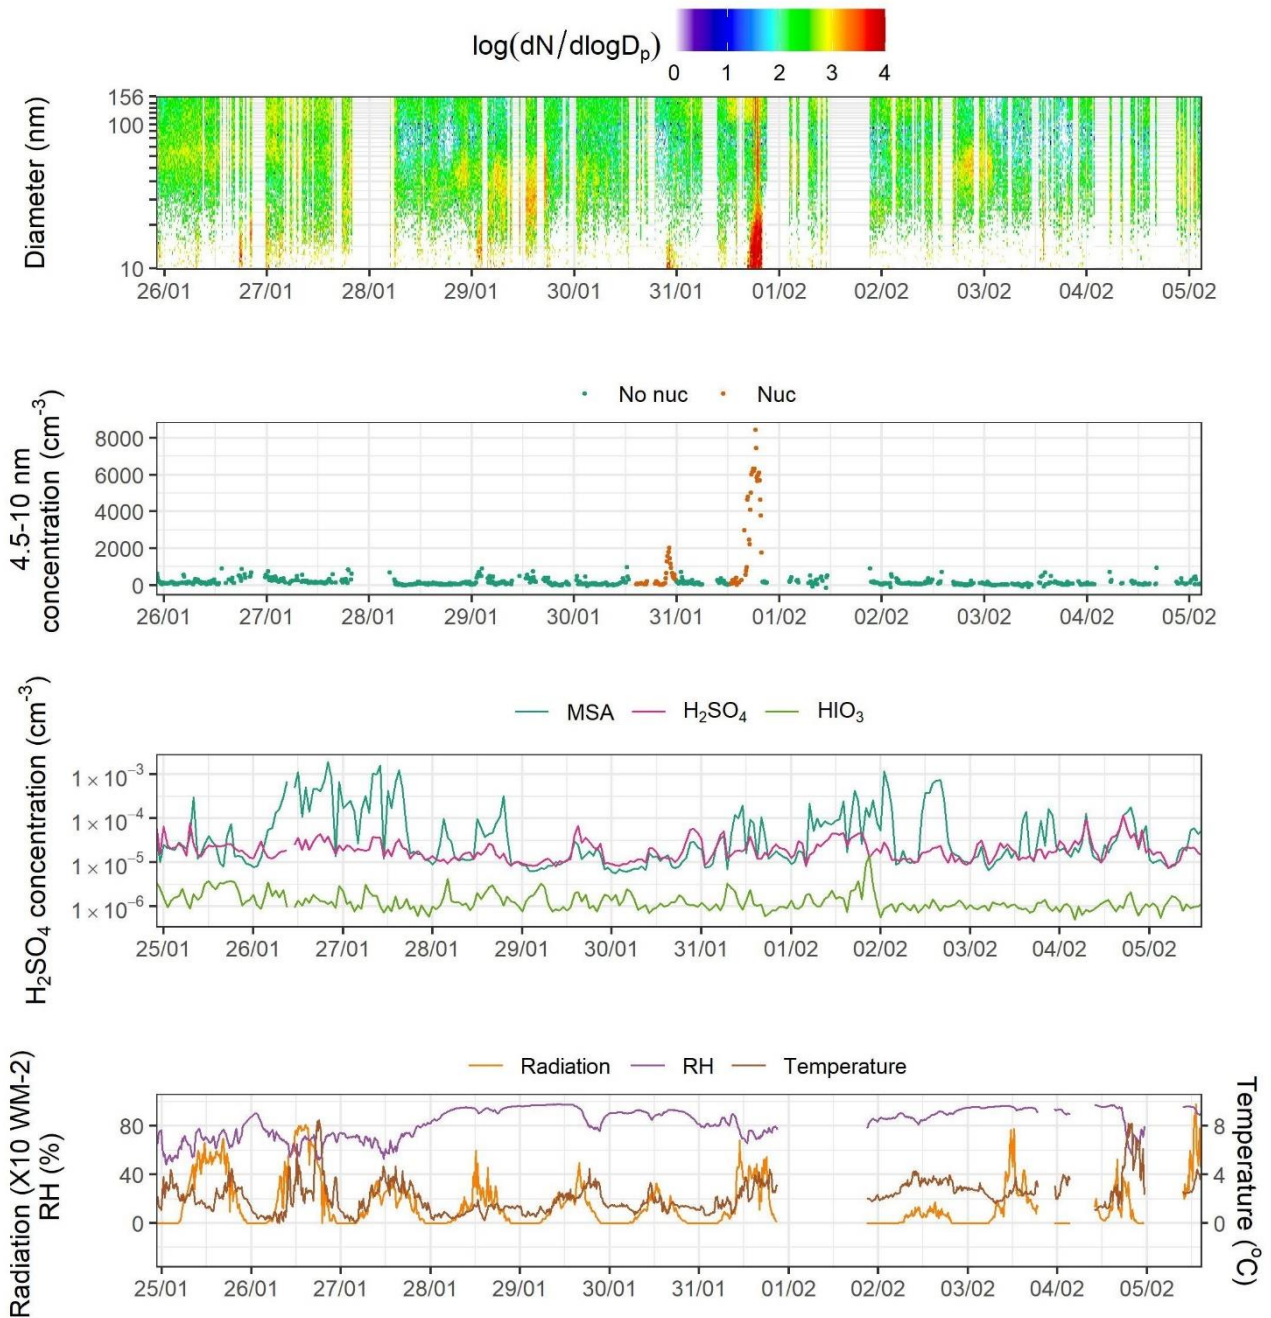 log(dN/dlogDₚ)
0 1 2 3 4
Diameter (nm)
156
100
10
26/01 27/01 28/01 29/01 30/01 31/01 01/02 02/02 03/02 04/02 05/02
No nuc Nuc
4.5-10 nm
concentration (cm⁻³)
8000
6000
4000
2000
0
26/01 27/01 28/01 29/01 30/01 31/01 01/02 02/02 03/02 04/02 05/02
MSA H₂SO₄ HIO₃
H₂SO₄ concentration (cm⁻³)
1 × 10⁻³
1 × 10⁻⁴
1 × 10⁻⁵
1 × 10⁻⁶
25/01 26/01 27/01 28/01 29/01 30/01 31/01 01/02 02/02 03/02 04/02 05/02
Radiation RH Temperature
Radiation (X10 WM-2)
RH (%)
80
40
0
8
4
0
Temperature (°C)
25/01 26/01 27/01 28/01 29/01 30/01 31/01 01/02 02/02 03/02 04/02 05/02